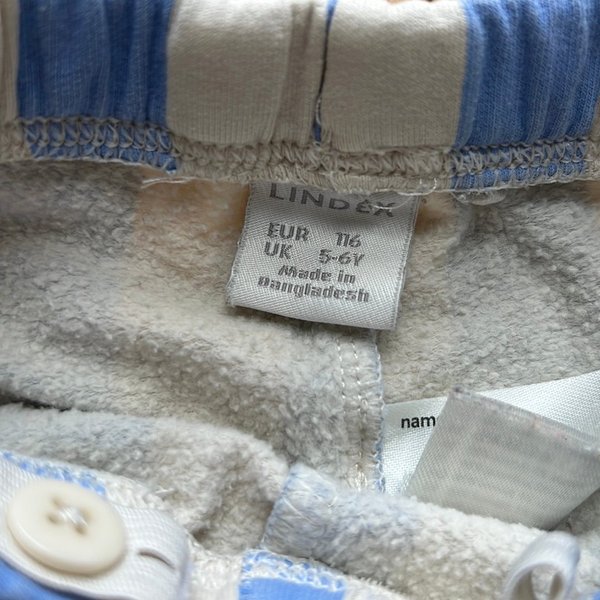 LINDEX
EUR 116
UK 5-6Y
Made in
Bangladesh
nam